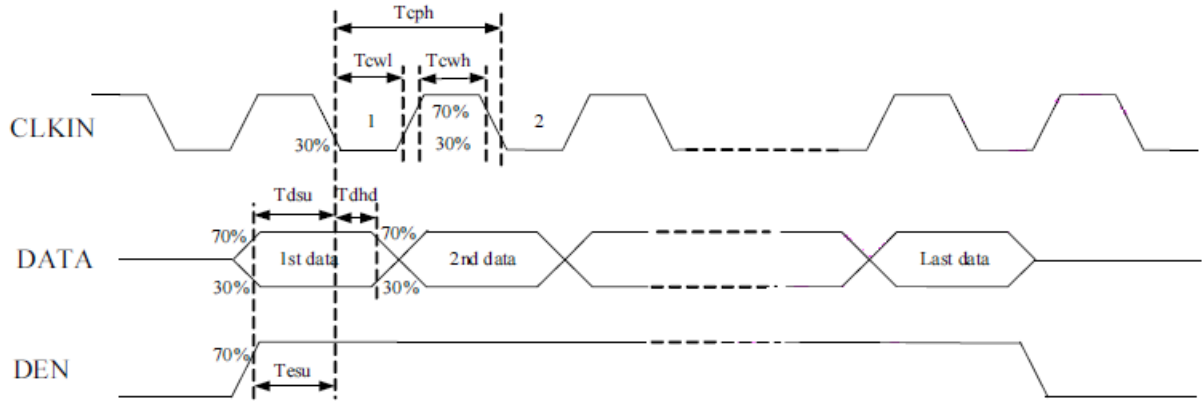 Tcph
Tcwl Tcwh
CLKIN 30% 1 70% 2
30%
Tdsu Tdhd
70% 70%
DATA 1st data 2nd data Last data
30% 30%
70%
DEN
Tesu